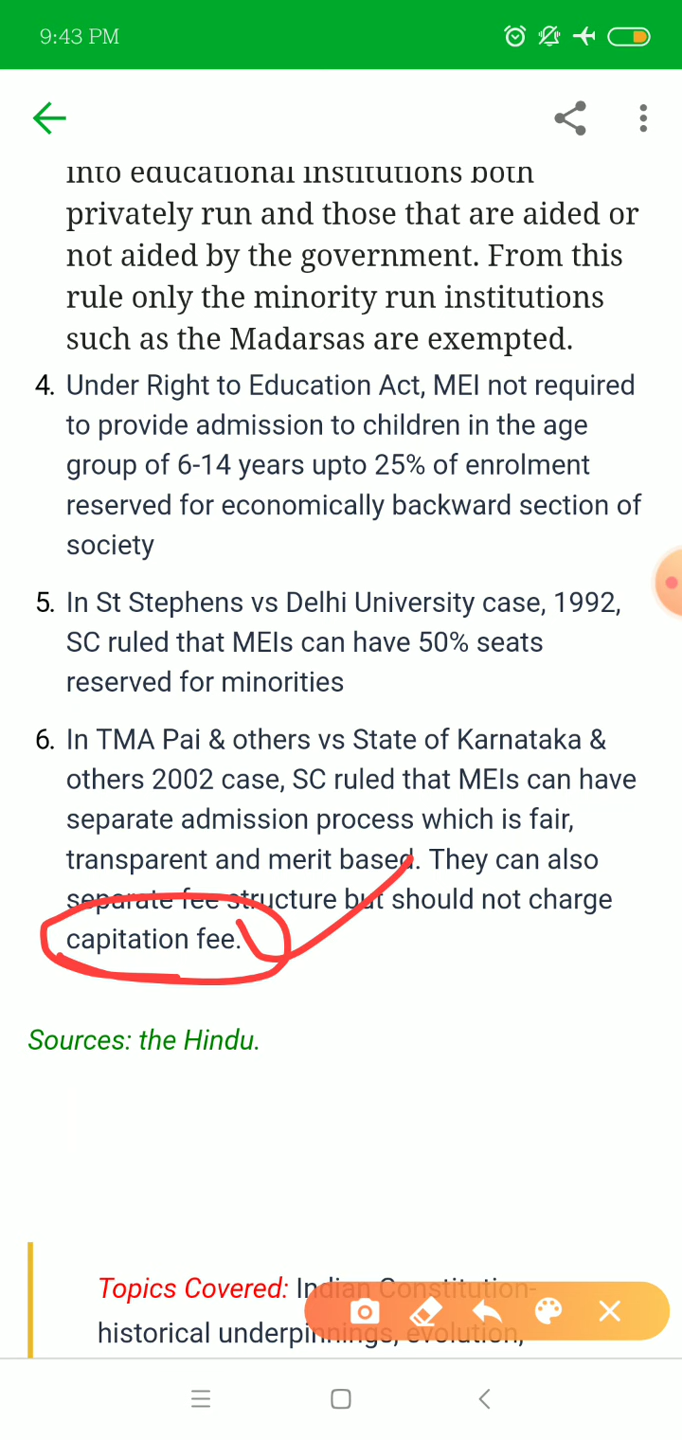 9:43 PM
into educational institutions both
privately run and those that are aided or
not aided by the government. From this
rule only the minority run institutions
such as the Madarsas are exempted.
4. Under Right to Education Act, MEI not required
to provide admission to children in the age
group of 6-14 years upto 25% of enrolment
reserved for economically backward section of
society
5. In St Stephens vs Delhi University case, 1992,
SC ruled that MEIs can have 50% seats
reserved for minorities
6. In TMA Pai & others vs State of Karnataka &
others 2002 case, SC ruled that MEIs can have
separate admission process which is fair,
transparent and merit based. They can also
separate fee structure but should not charge
capitation fee.
Sources: the Hindu.
Topics Covered: Indian Constitution-
historical underpinnings, evolution,